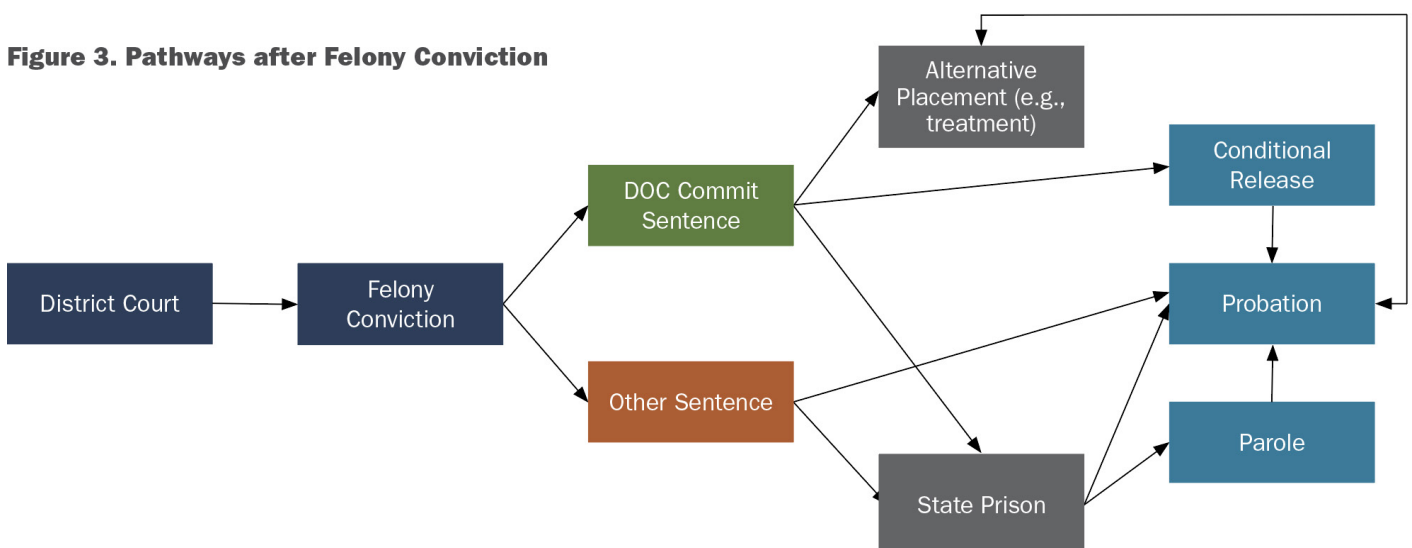 Figure 3. Pathways after Felony Conviction
Alternative
Placement (e.g.,
treatment)
Conditional
Release
DOC Commit
Sentence
District Court
Felony
Conviction
Probation
Other Sentence
Parole
State Prison